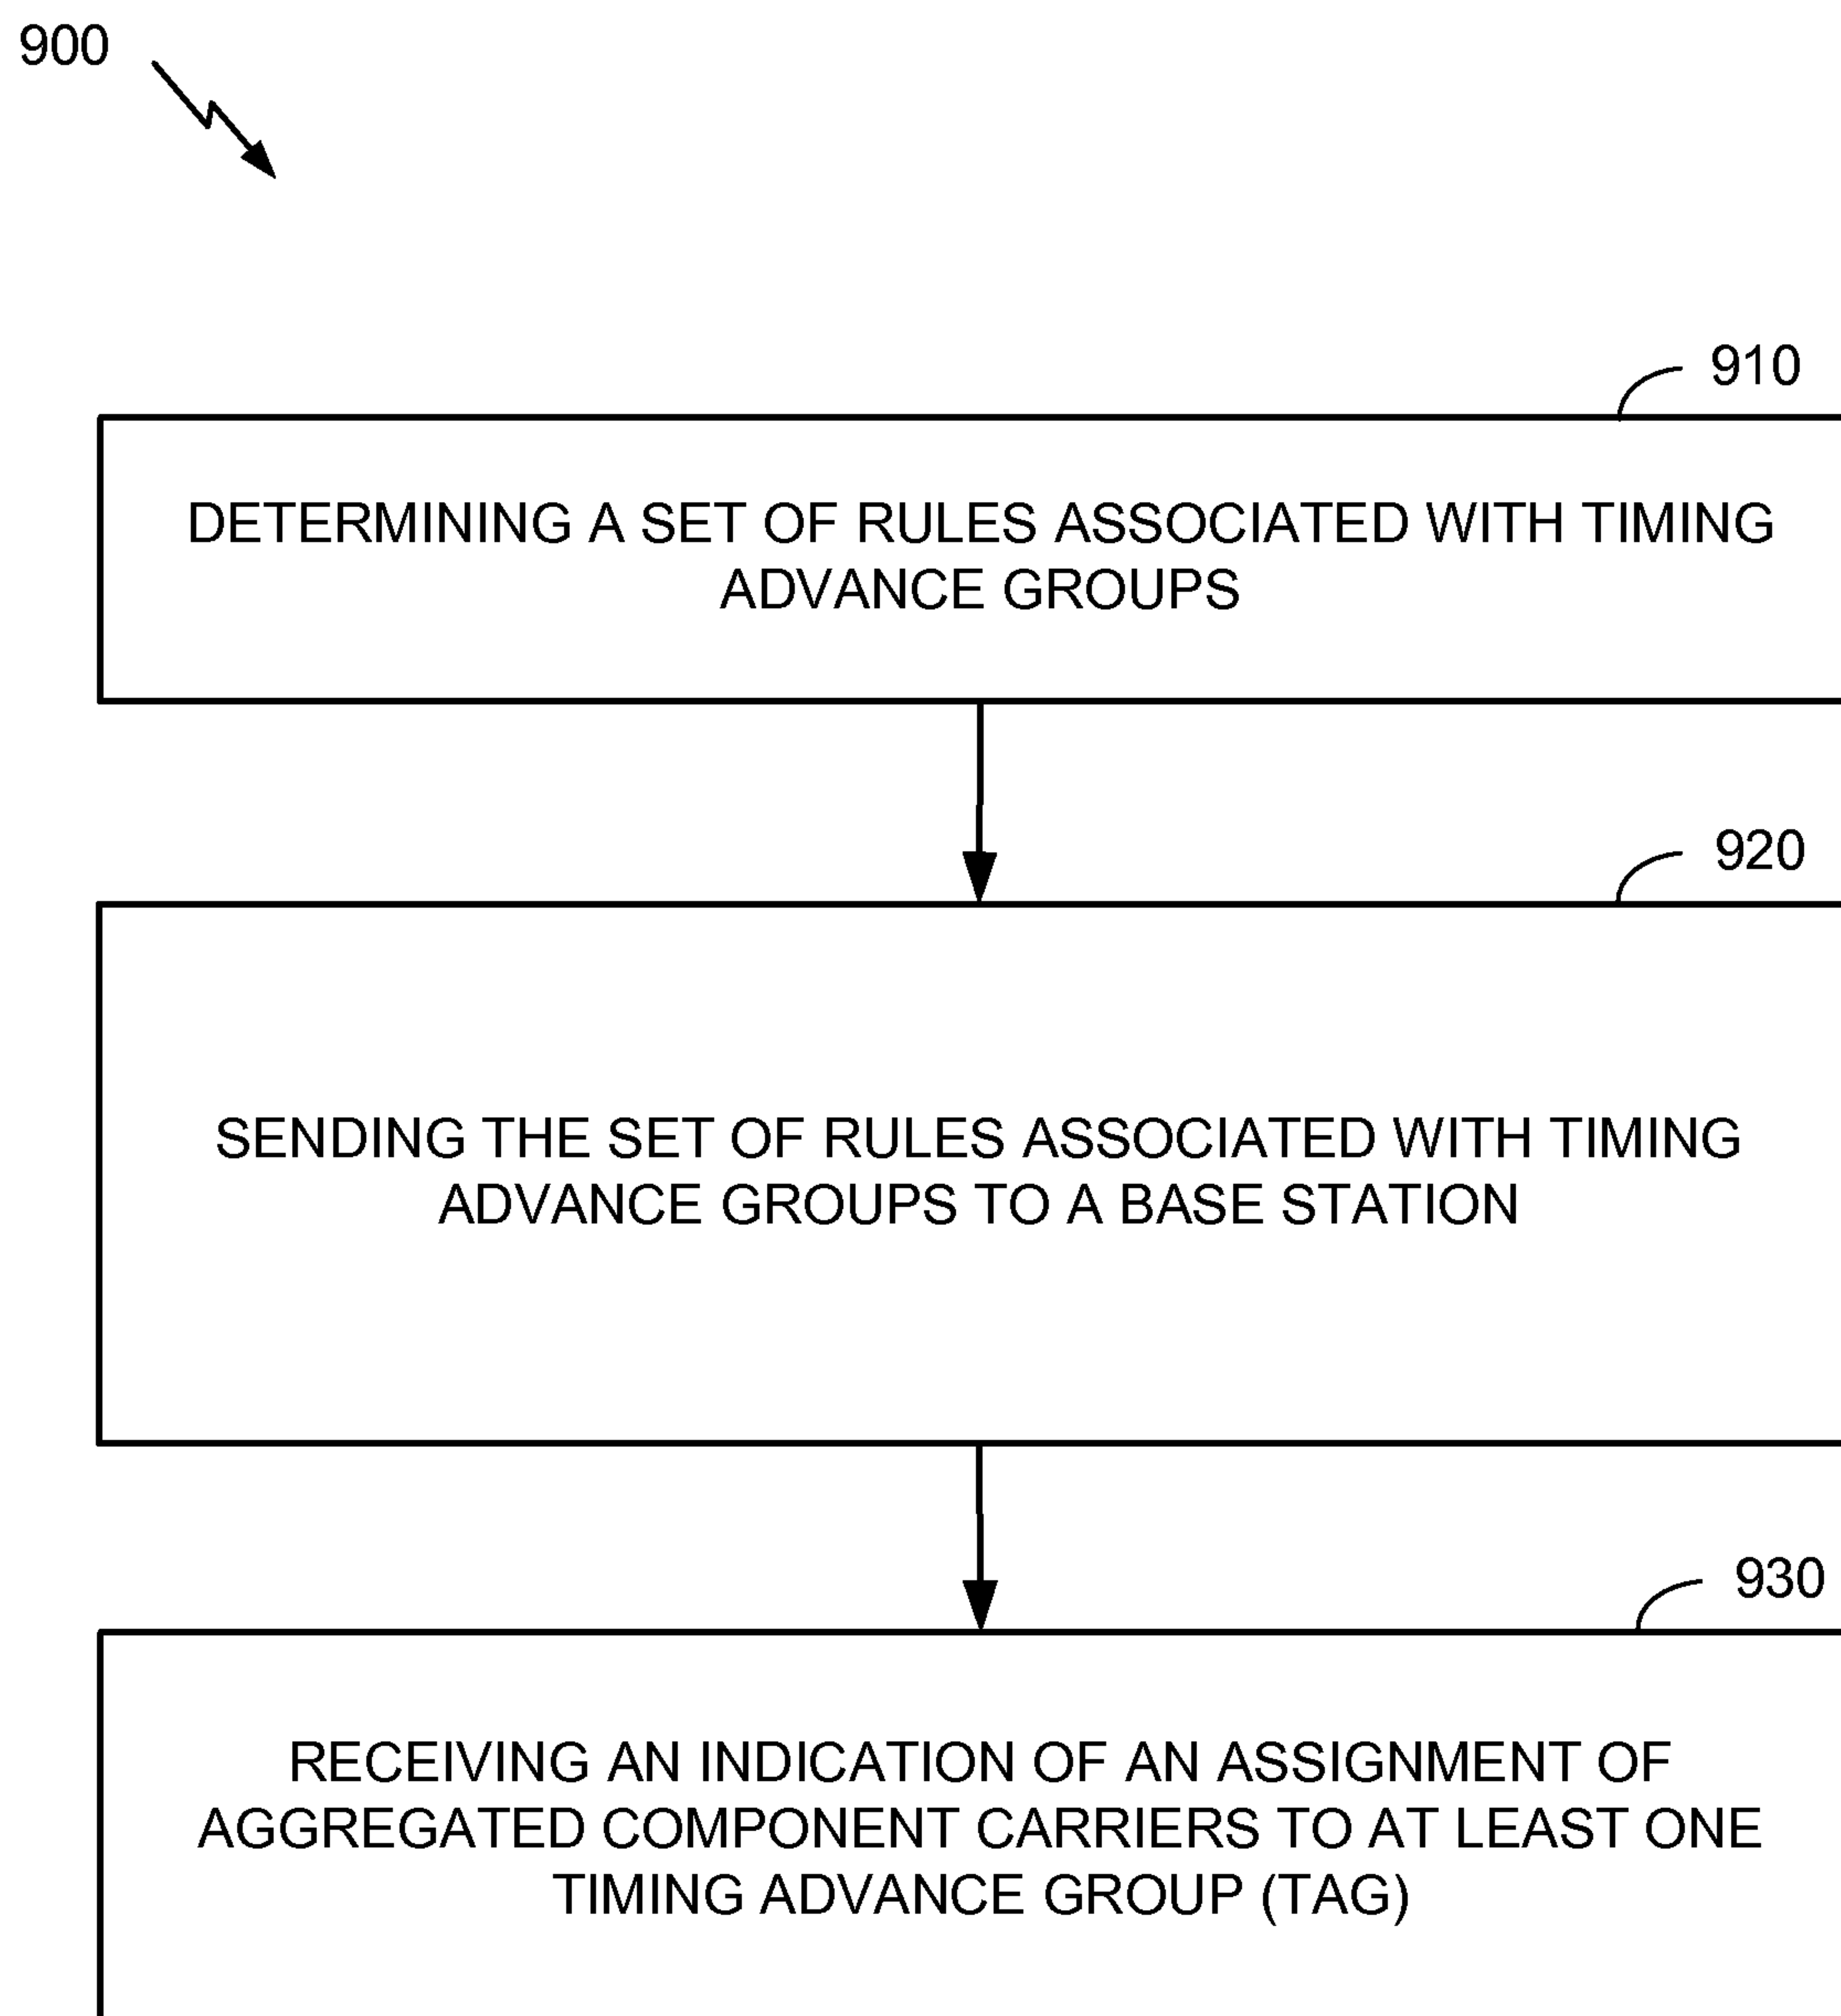 900
910
DETERMINING A SET OF RULES ASSOCIATED WITH TIMING
ADVANCE GROUPS
920
SENDING THE SET OF RULES ASSOCIATED WITH TIMING
ADVANCE GROUPS TO A BASE STATION
930
RECEIVING AN INDICATION OF AN ASSIGNMENT OF
AGGREGATED COMPONENT CARRIERS TO AT LEAST ONE
TIMING ADVANCE GROUP (TAG)